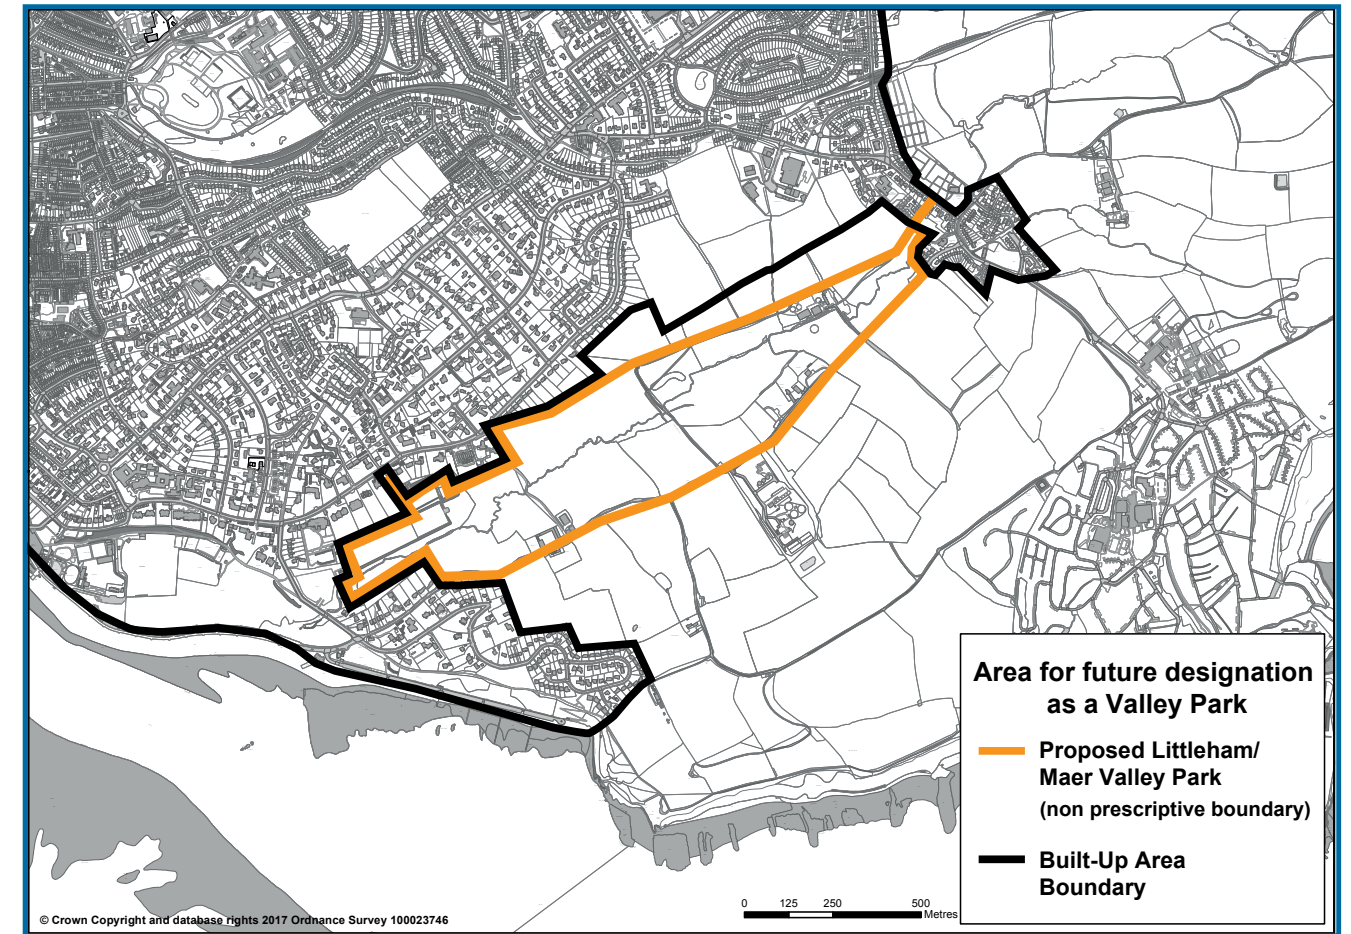 Area for future designation
as a Valley Park
Proposed Littleham/
Maer Valley Park
(non prescriptive boundary)
Built-Up Area
Boundary
0 125 250 500
Metres
© Crown Copyright and database rights 2017 Ordnance Survey 100023746